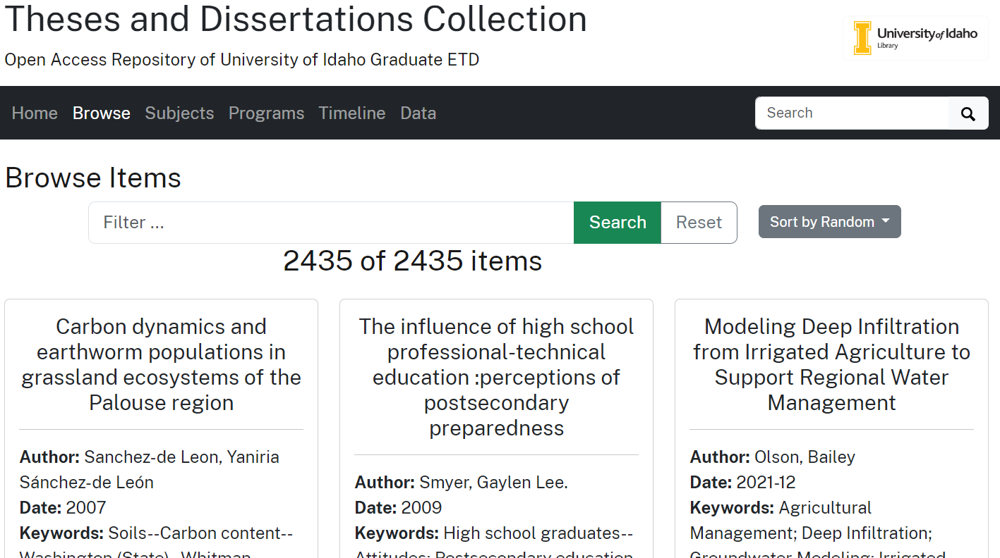 Theses and Dissertations Collection
Open Access Repository of University of Idaho Graduate ETD
University of Idaho
Library
Home Browse Subjects Programs Timeline Data Search
Browse Items
Filter ... Search Reset Sort by Random
2435 of 2435 items
Carbon dynamics and
earthworm populations in
grassland ecosystems of the
Palouse region
Author: Sanchez-de Leon, Yaniria
Sánchez-de León
Date: 2007
Keywords: Soils--Carbon content--
Washington (State)--Whitman
The influence of high school
professional-technical
education :perceptions of
postsecondary
preparedness
Author: Smyer, Gaylen Lee.
Date: 2009
Keywords: High school graduates--
Attitudes; Postsecondary education
Modeling Deep Infiltration
from Irrigated Agriculture to
Support Regional Water
Management
Author: Olson, Bailey
Date: 2021-12
Keywords: Agricultural
Management; Deep Infiltration;
Groundwater Modeling; Irrigated